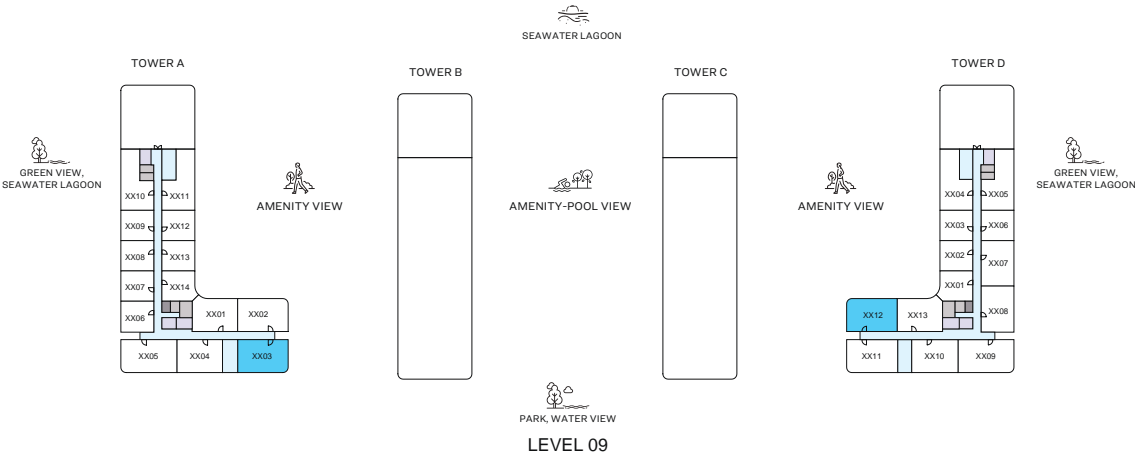 SEAWATER LAGOON
TOWER A
TOWER B
TOWER C
TOWER D
GREEN VIEW,
SEAWATER LAGOON
AMENITY VIEW
AMENITY-POOL VIEW
AMENITY VIEW
GREEN VIEW,
SEAWATER LAGOON
XX10 XX11
XX09 XX12
XX08 XX13
XX07 XX14
XX06 XX01 XX02
XX05 XX04 XX03
XX04 XX05
XX03 XX06
XX02 XX07
XX01
XX12 XX13 XX08
XX11 XX10 XX09
PARK, WATER VIEW
LEVEL 09